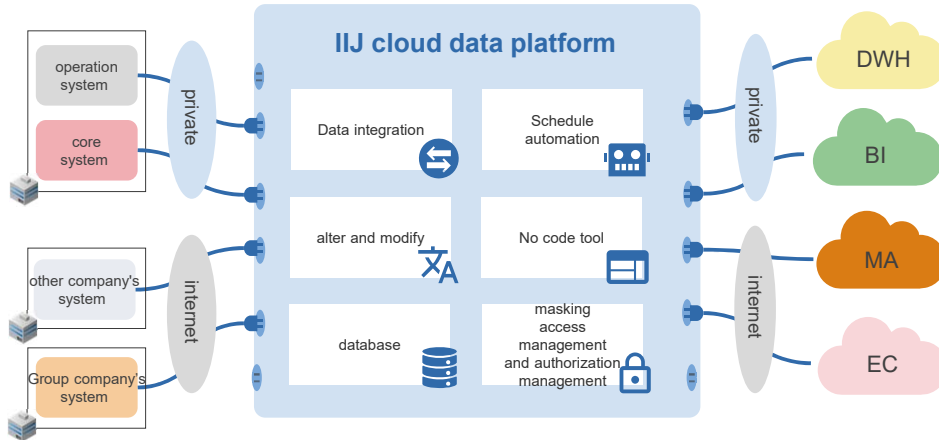 IIJ cloud data platform
operation
system
core
system
other company's
system
Group company's
system
private
internet
Data integration
Schedule
automation
alter and modify
No code tool
database
masking
access
management
and authorization
management
private
internet
DWH
BI
MA
EC
文A